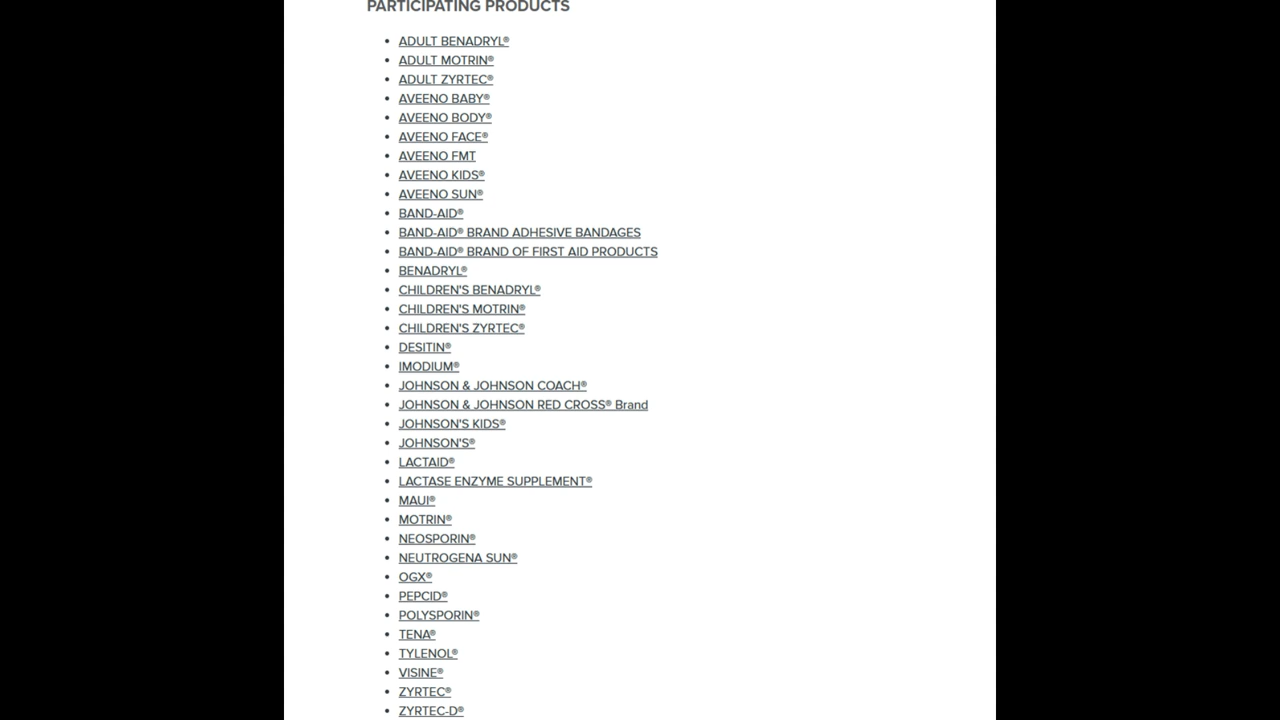 PARTICIPATING PRODUCTS
• ADULT BENADRYL®
• ADULT MOTRIN®
• ADULT ZYRTEC®
• AVEENO BABY®
• AVEENO BODY®
• AVEENO FACE®
• AVEENO FMT
• AVEENO KIDS®
• AVEENO SUN®
• BAND-AID®
• BAND-AID® BRAND ADHESIVE BANDAGES
• BAND-AID® BRAND OF FIRST AID PRODUCTS
• BENADRYL®
• CHILDREN'S BENADRYL®
• CHILDREN'S MOTRIN®
• CHILDREN'S ZYRTEC®
• DESITIN®
• IMODIUM®
• JOHNSON & JOHNSON COACH®
• JOHNSON & JOHNSON RED CROSS® Brand
• JOHNSON'S KIDS®
• JOHNSON'S®
• LACTAID®
• LACTASE ENZYME SUPPLEMENT®
• MAUI®
• MOTRIN®
• NEOSPORIN®
• NEUTROGENA SUN®
• OGX®
• PEPCID®
• POLYSPORIN®
• TENA®
• TYLENOL®
• VISINE®
• ZYRTEC®
• ZYRTEC-D®